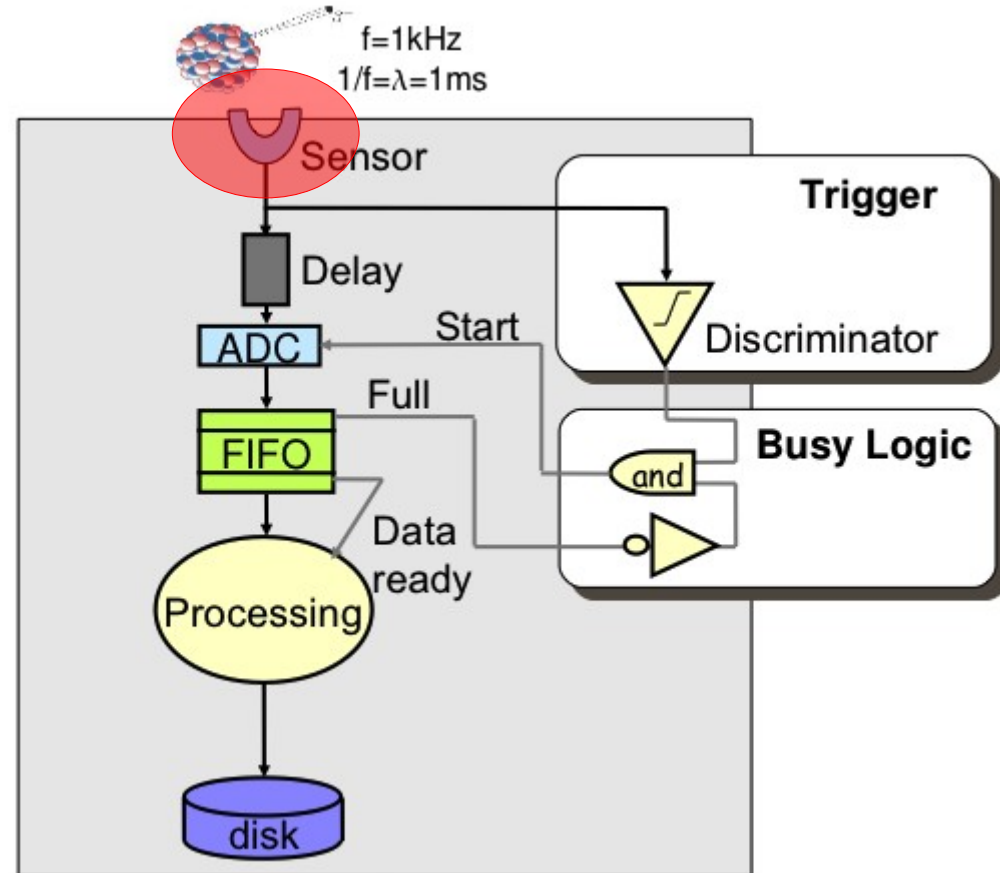 f=1kHz
1/f=λ=1ms
Sensor
Trigger
Delay
Start
ADC
Discriminator
Full
Busy Logic
FIFO
and
Data
ready
Processing
disk